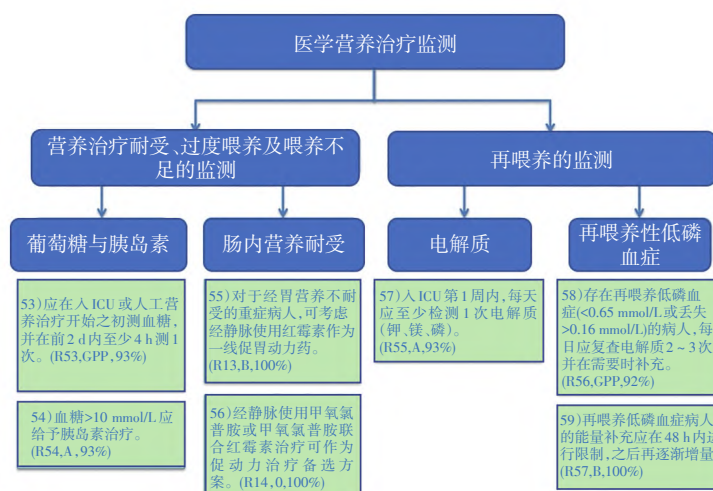 医学营养治疗监测
营养治疗耐受、过度喂养及喂养不
足的监测
再喂养的监测
葡萄糖与胰岛素
肠内营养耐受
电解质
再喂养性低磷
血症
53)应在入ICU或人工营
养治疗开始之初测血糖,
并在前2 d内至少4 h测1
次。
(R53,GPP,93%)
54)血糖>10 mmol/L应
给予胰岛素治疗。
(R54,A,93%)
55)对于经胃营养不耐
受的重症病人,可考虑
经静脉使用红霉素作为
一线促胃动力药。
(R13,B,100%)
56)经静脉使用甲氧氯
普胺或甲氧氯普胺联
合红霉素治疗可作为
促动力治疗备选方
案。(R14,0,100%)
57)入ICU第1周内,每天
应至少检测1次电解质
(钾、镁、磷)。
(R55,A,93%)
58)存在再喂养低磷血
症(<0.65 mmol/L或丢失
>0.16 mmol/L)的病人,每
日应复查电解质2~3次
并在需要时补充。
(R56,GPP,92%)
59)再喂养低磷血症病人
的能量补充应在48 h内进
行限制,之后再逐渐增量
(R57,B,100%)